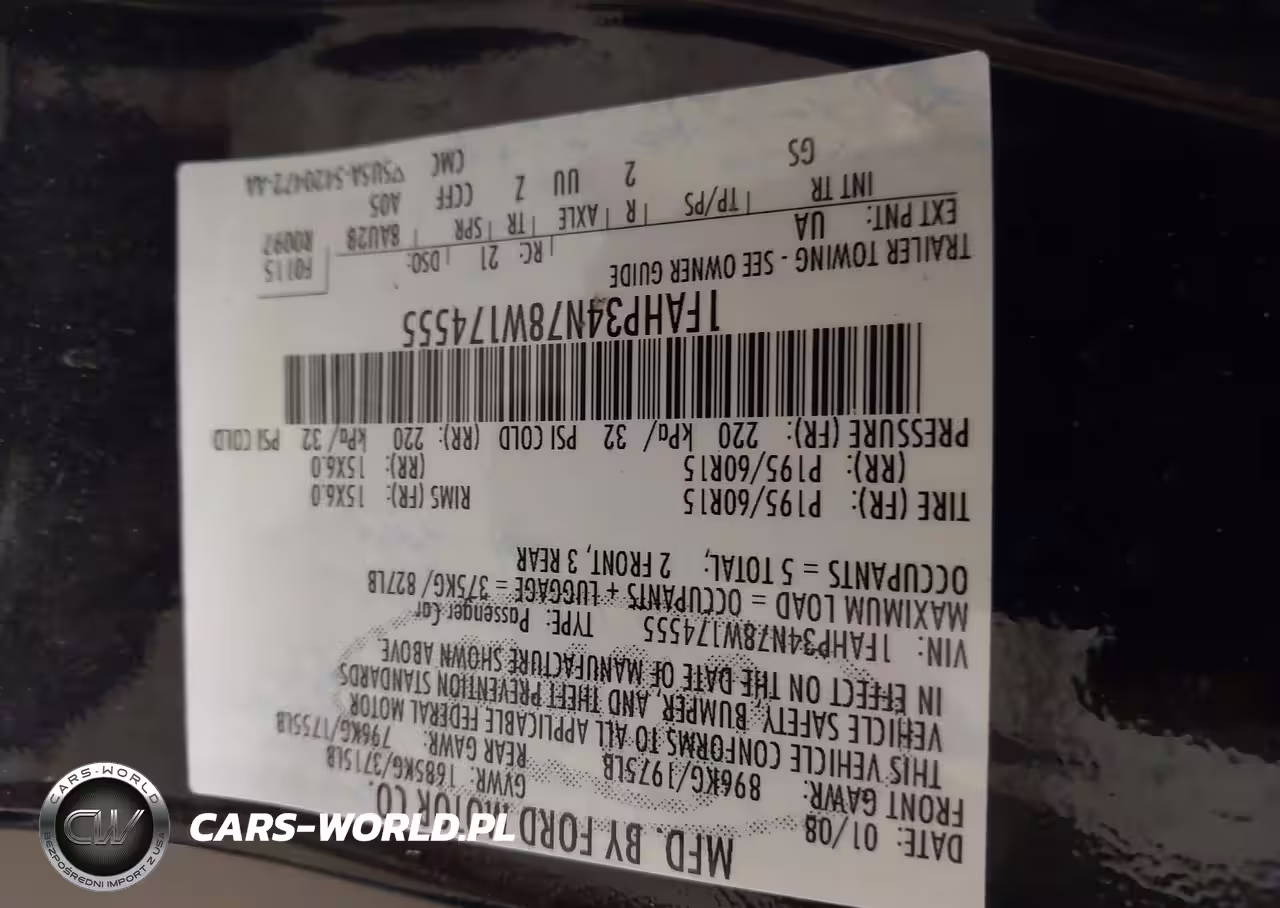 MFD. BY FORD MOTOR CO.
DATE: 01/08 GVWR: 1685KG/3715LB
FRONT GAWR: 896KG/1975LB REAR GAWR: 796KG/1755LB
THIS VEHICLE CONFORMS TO ALL APPLICABLE FEDERAL MOTOR
VEHICLE SAFETY, BUMPER, AND THEFT PREVENTION STANDARDS
IN EFFECT ON THE DATE OF MANUFACTURE SHOWN ABOVE
VIN: 1FAHP34N78W174555 TYPE: Passenger Car
MAXIMUM LOAD = OCCUPANTS + LUGGAGE = 375KG/827LB
OCCUPANTS = 5 TOTAL, 2 FRONT, 3 REAR
TIRE (FR): P195/60R15 RIMS (FR): 15X6.0
(RR): P195/60R15 (RR): 15X6.0
PRESSURE (FR): 220 kPa/ 32 PSI COLD (RR): 220 kPa/ 32 PSI COLD
1FAHP34N78W174555
TRAILER TOWING - SEE OWNER GUIDE F0115
EXT PNT: UA RC: 21 DSO: R0097
INT TR TP/PS R AXLE TR SPR 8AU28
GS 2 UU Z CCFF A05
CMC
CARS-WORLD
CW
BEZPOŚREDNI IMPORT Z USA
CARS-WORLD.PL